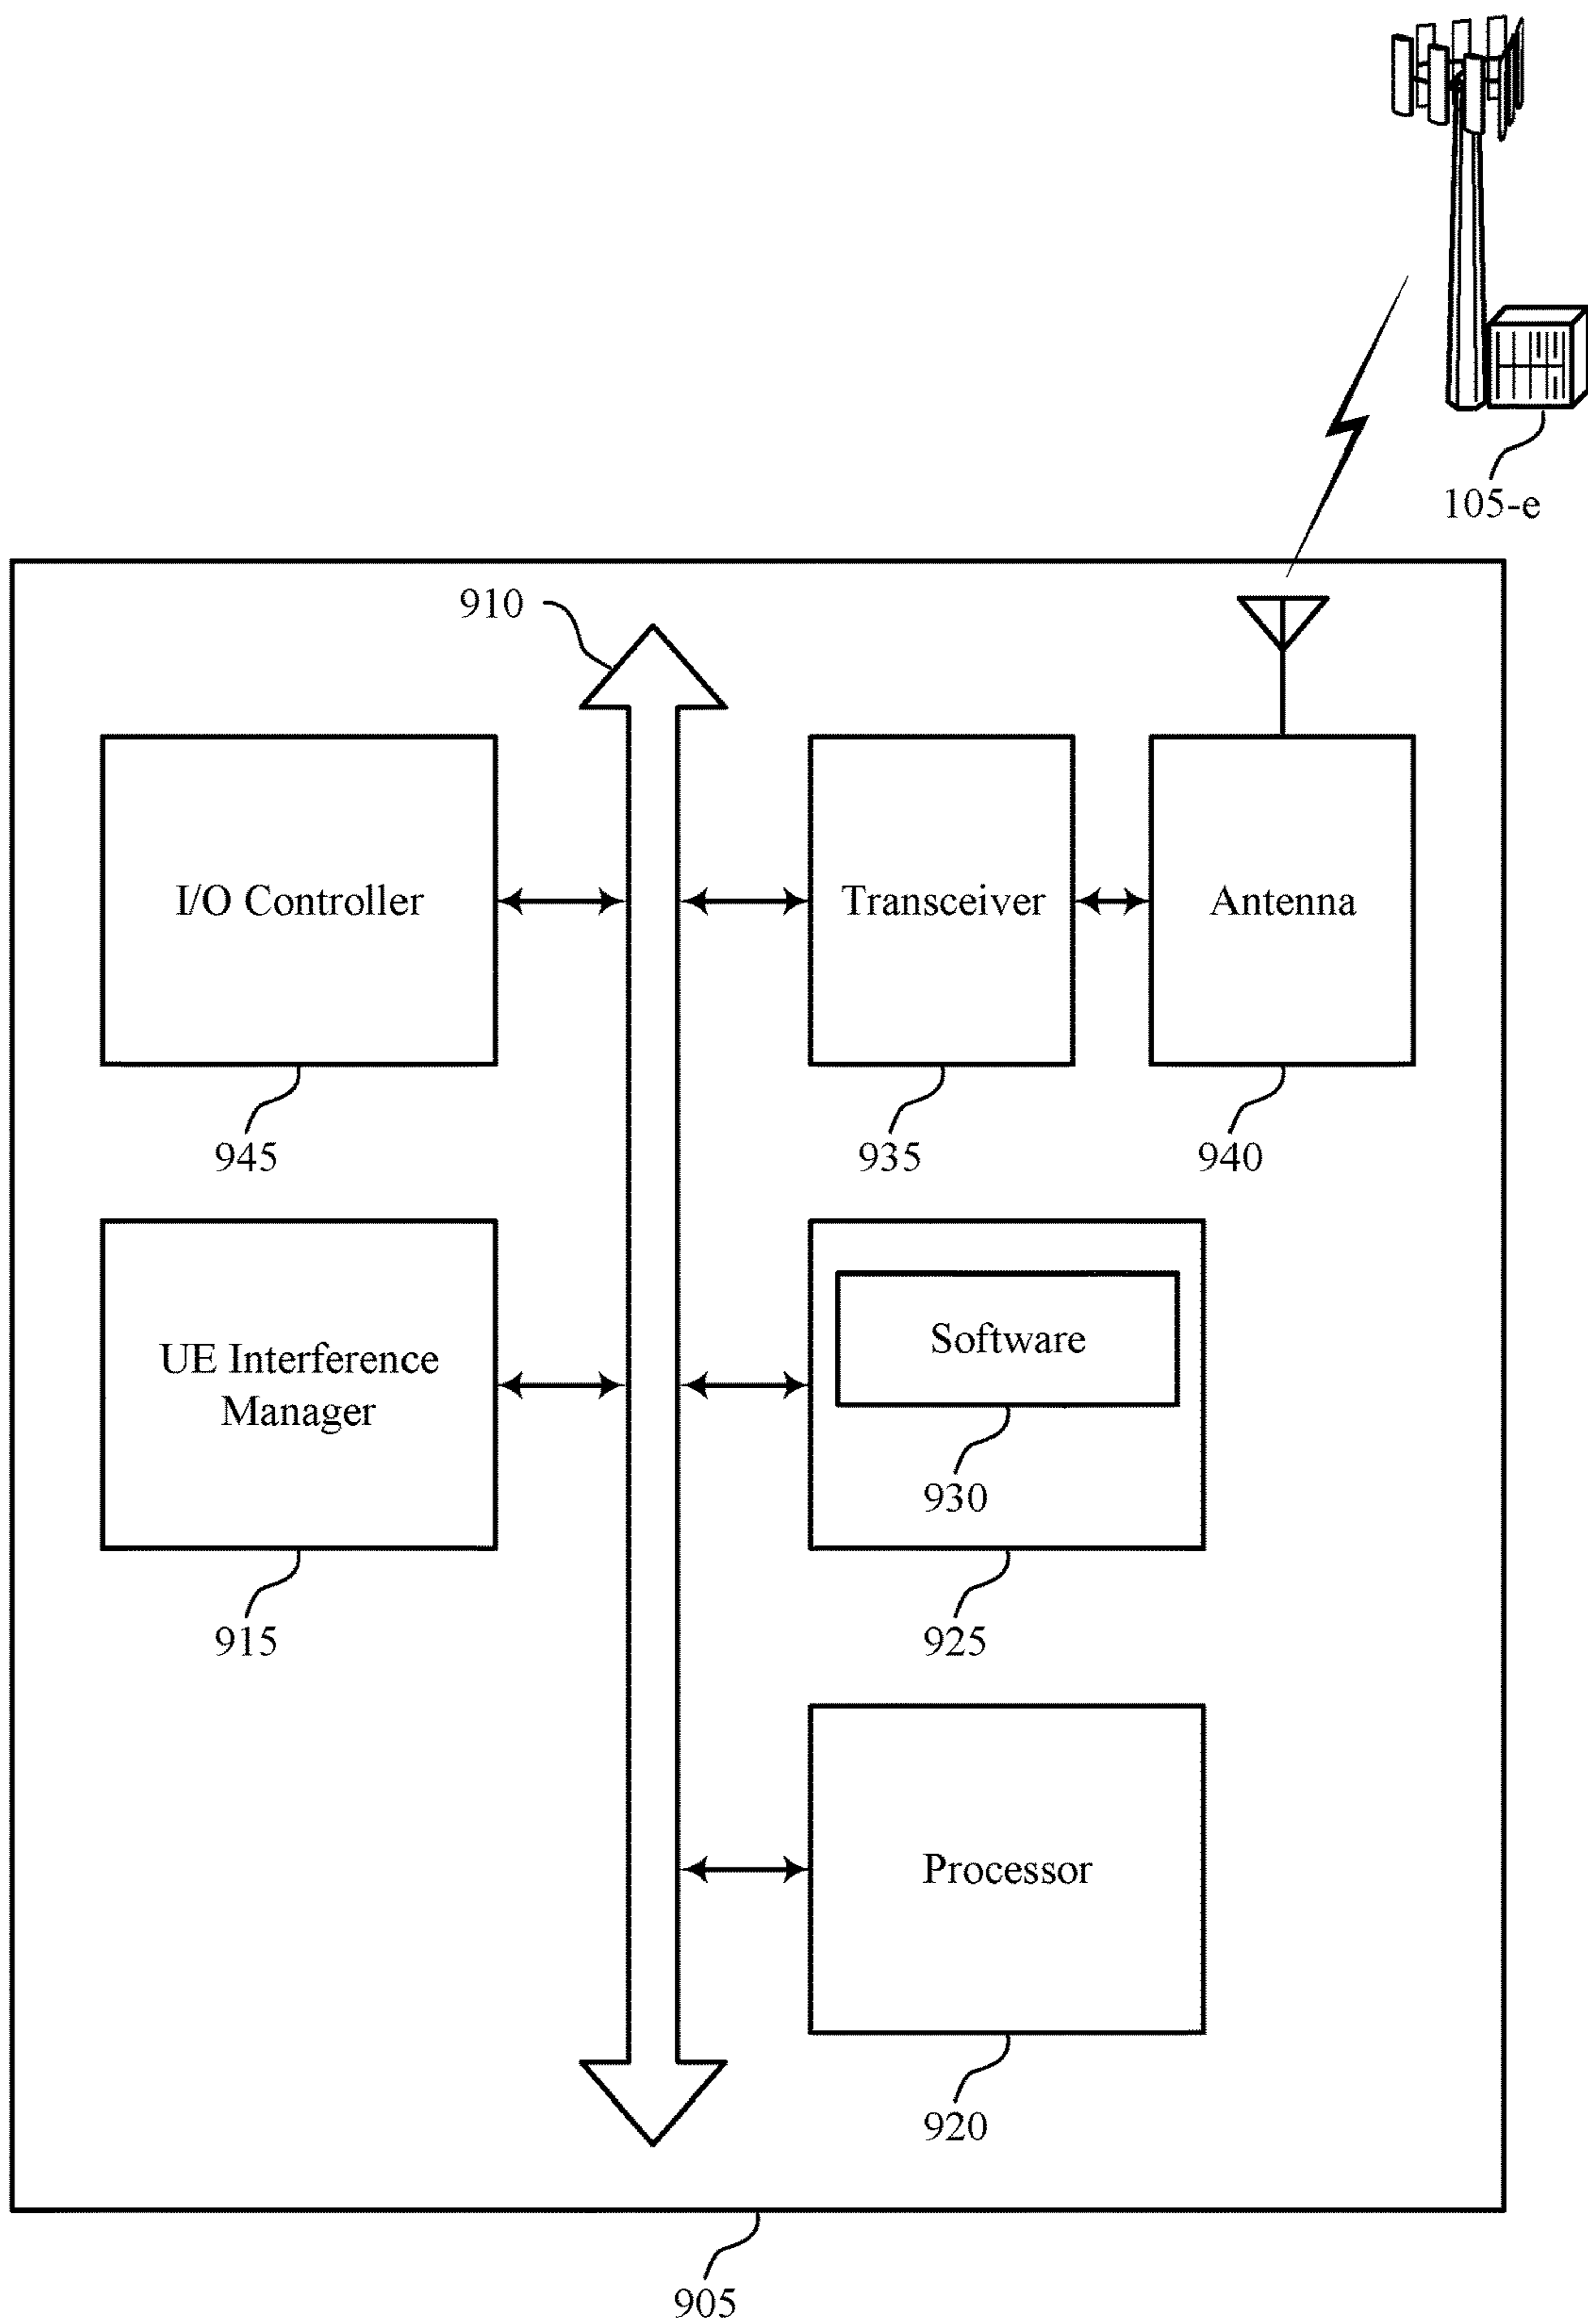 105-e
910
I/O Controller
Transceiver
Antenna
945
935
940
UE Interference
Manager
Software
930
915
925
Processor
920
905